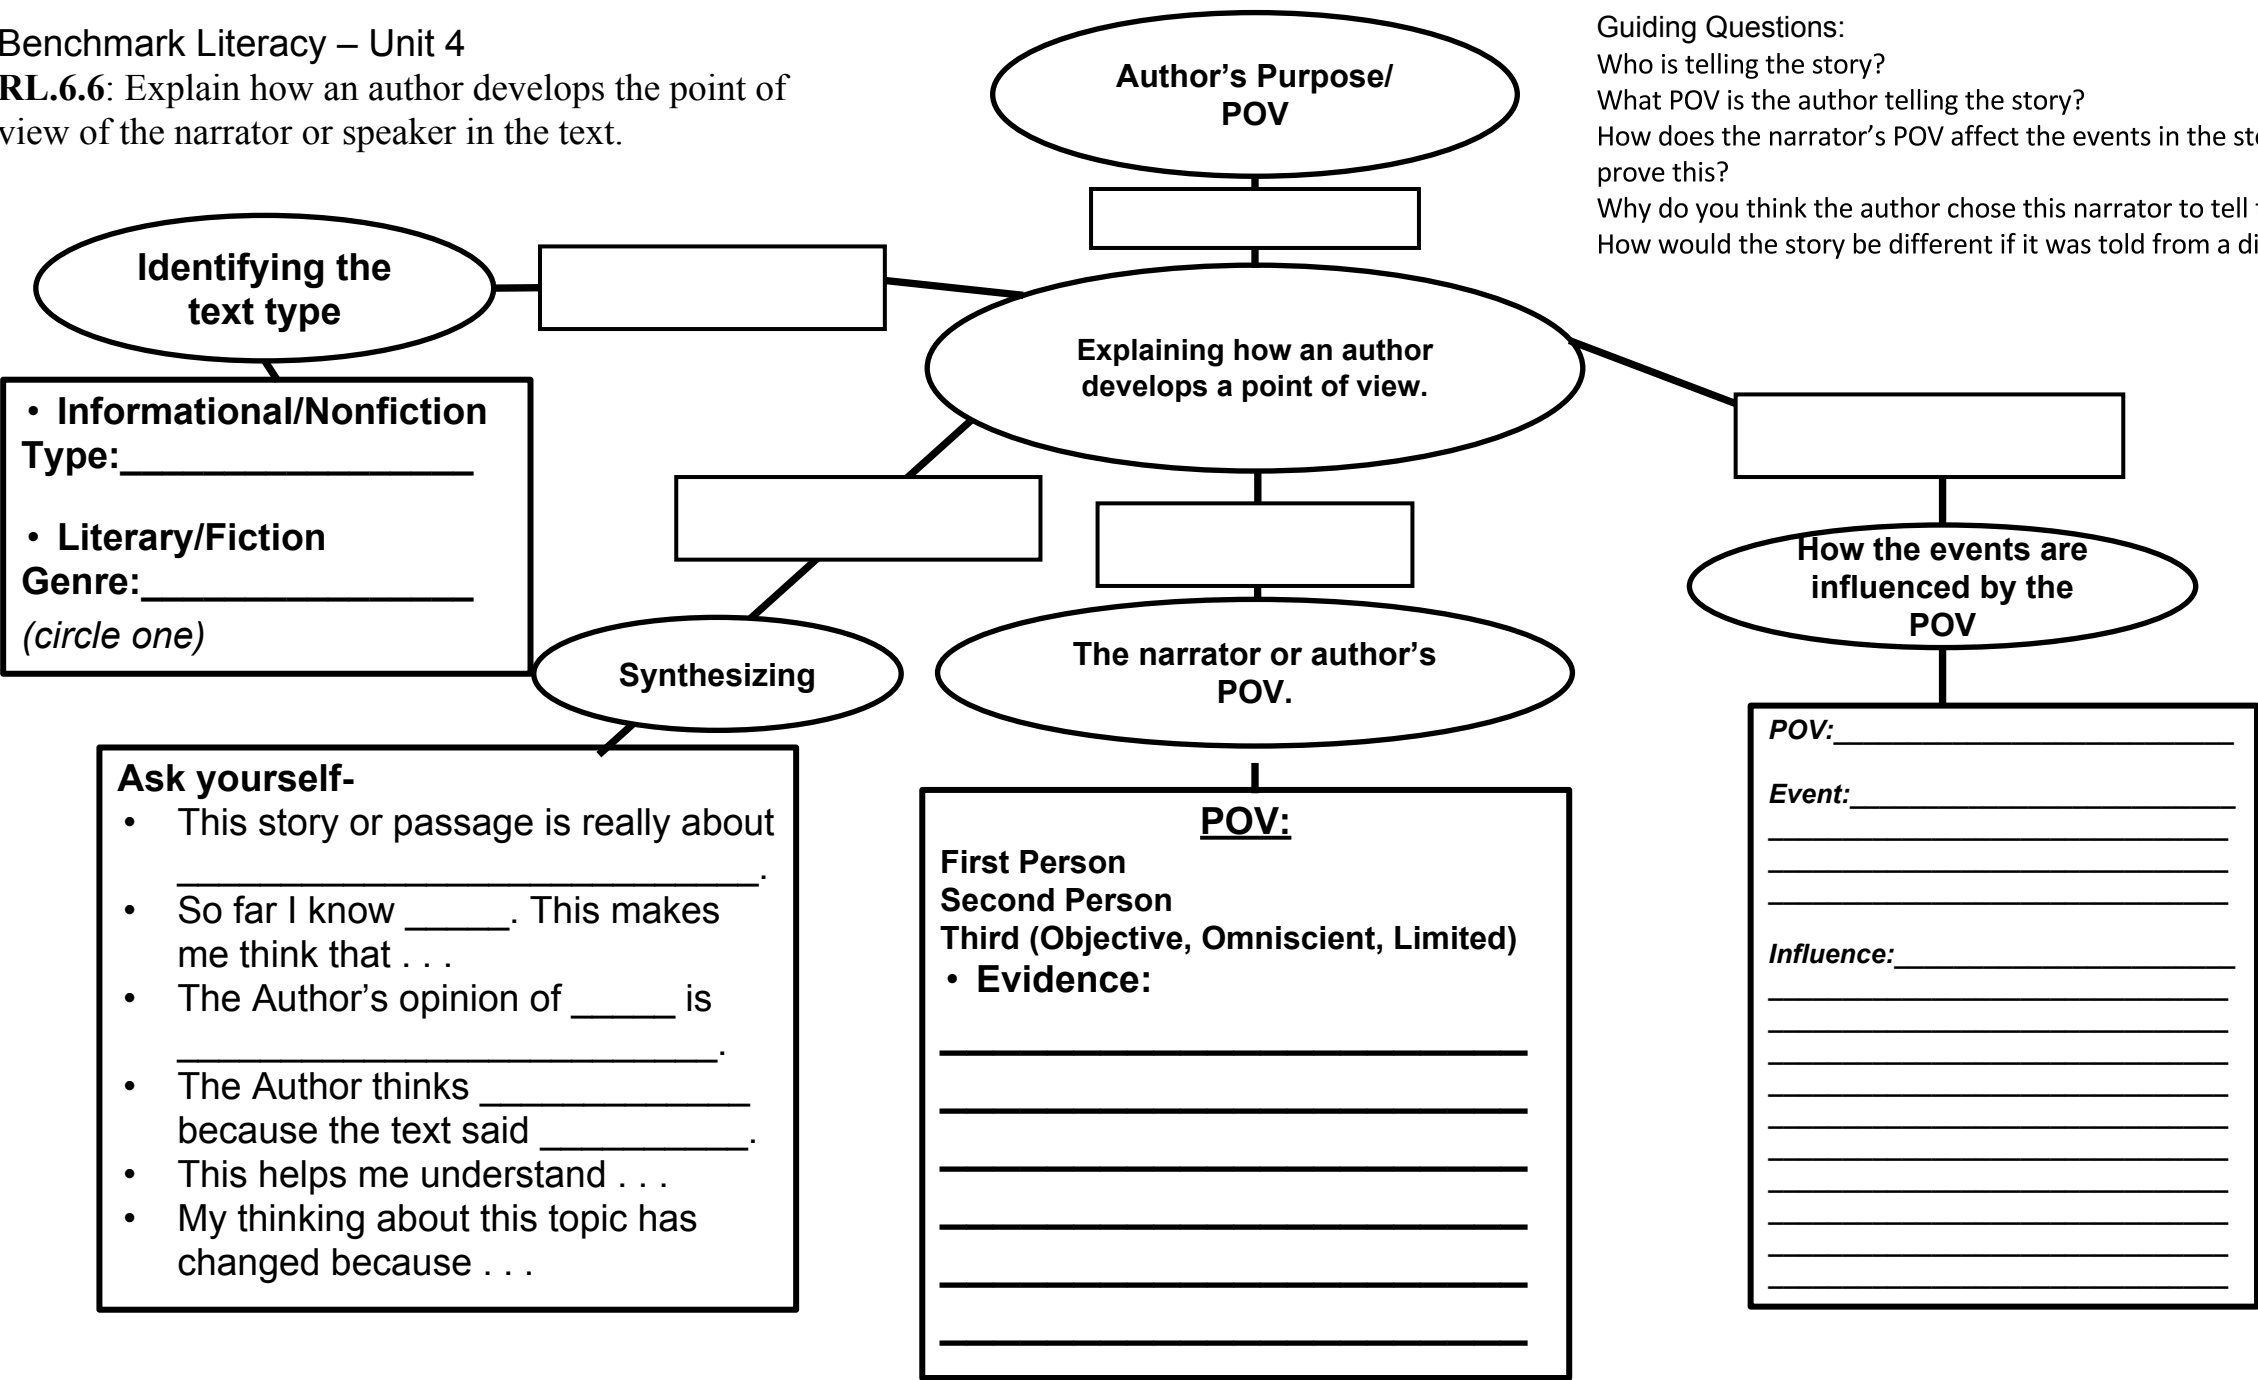 Benchmark Literacy – Unit 4
RL.6.6: Explain how an author develops the point of
view of the narrator or speaker in the text.
Author's Purpose/
POV
Guiding Questions:
Who is telling the story?
What POV is the author telling the story?
How does the narrator's POV affect the events in the
prove this?
Why do you think the author chose this narrator to tell
How would the story be different if it was told from a
Identifying the
text type
Explaining how an author
develops a point of view.
• Informational/Nonfiction
Type:_________________
• Literary/Fiction
Genre:________________
(circle one)
How the events are
influenced by the
POV
Synthesizing
The narrator or author's
POV.
Ask yourself-
• This story or passage is really about
____________________________.
• So far I know _____. This makes
me think that . . .
• The Author's opinion of _____ is
__________________________.
• The Author thinks _____________
because the text said __________.
• This helps me understand . . .
• My thinking about this topic has
changed because . . .
POV:
First Person
Second Person
Third (Objective, Omniscient, Limited)
• Evidence:
POV:___________________________
Event:__________________________
Influence:_______________________